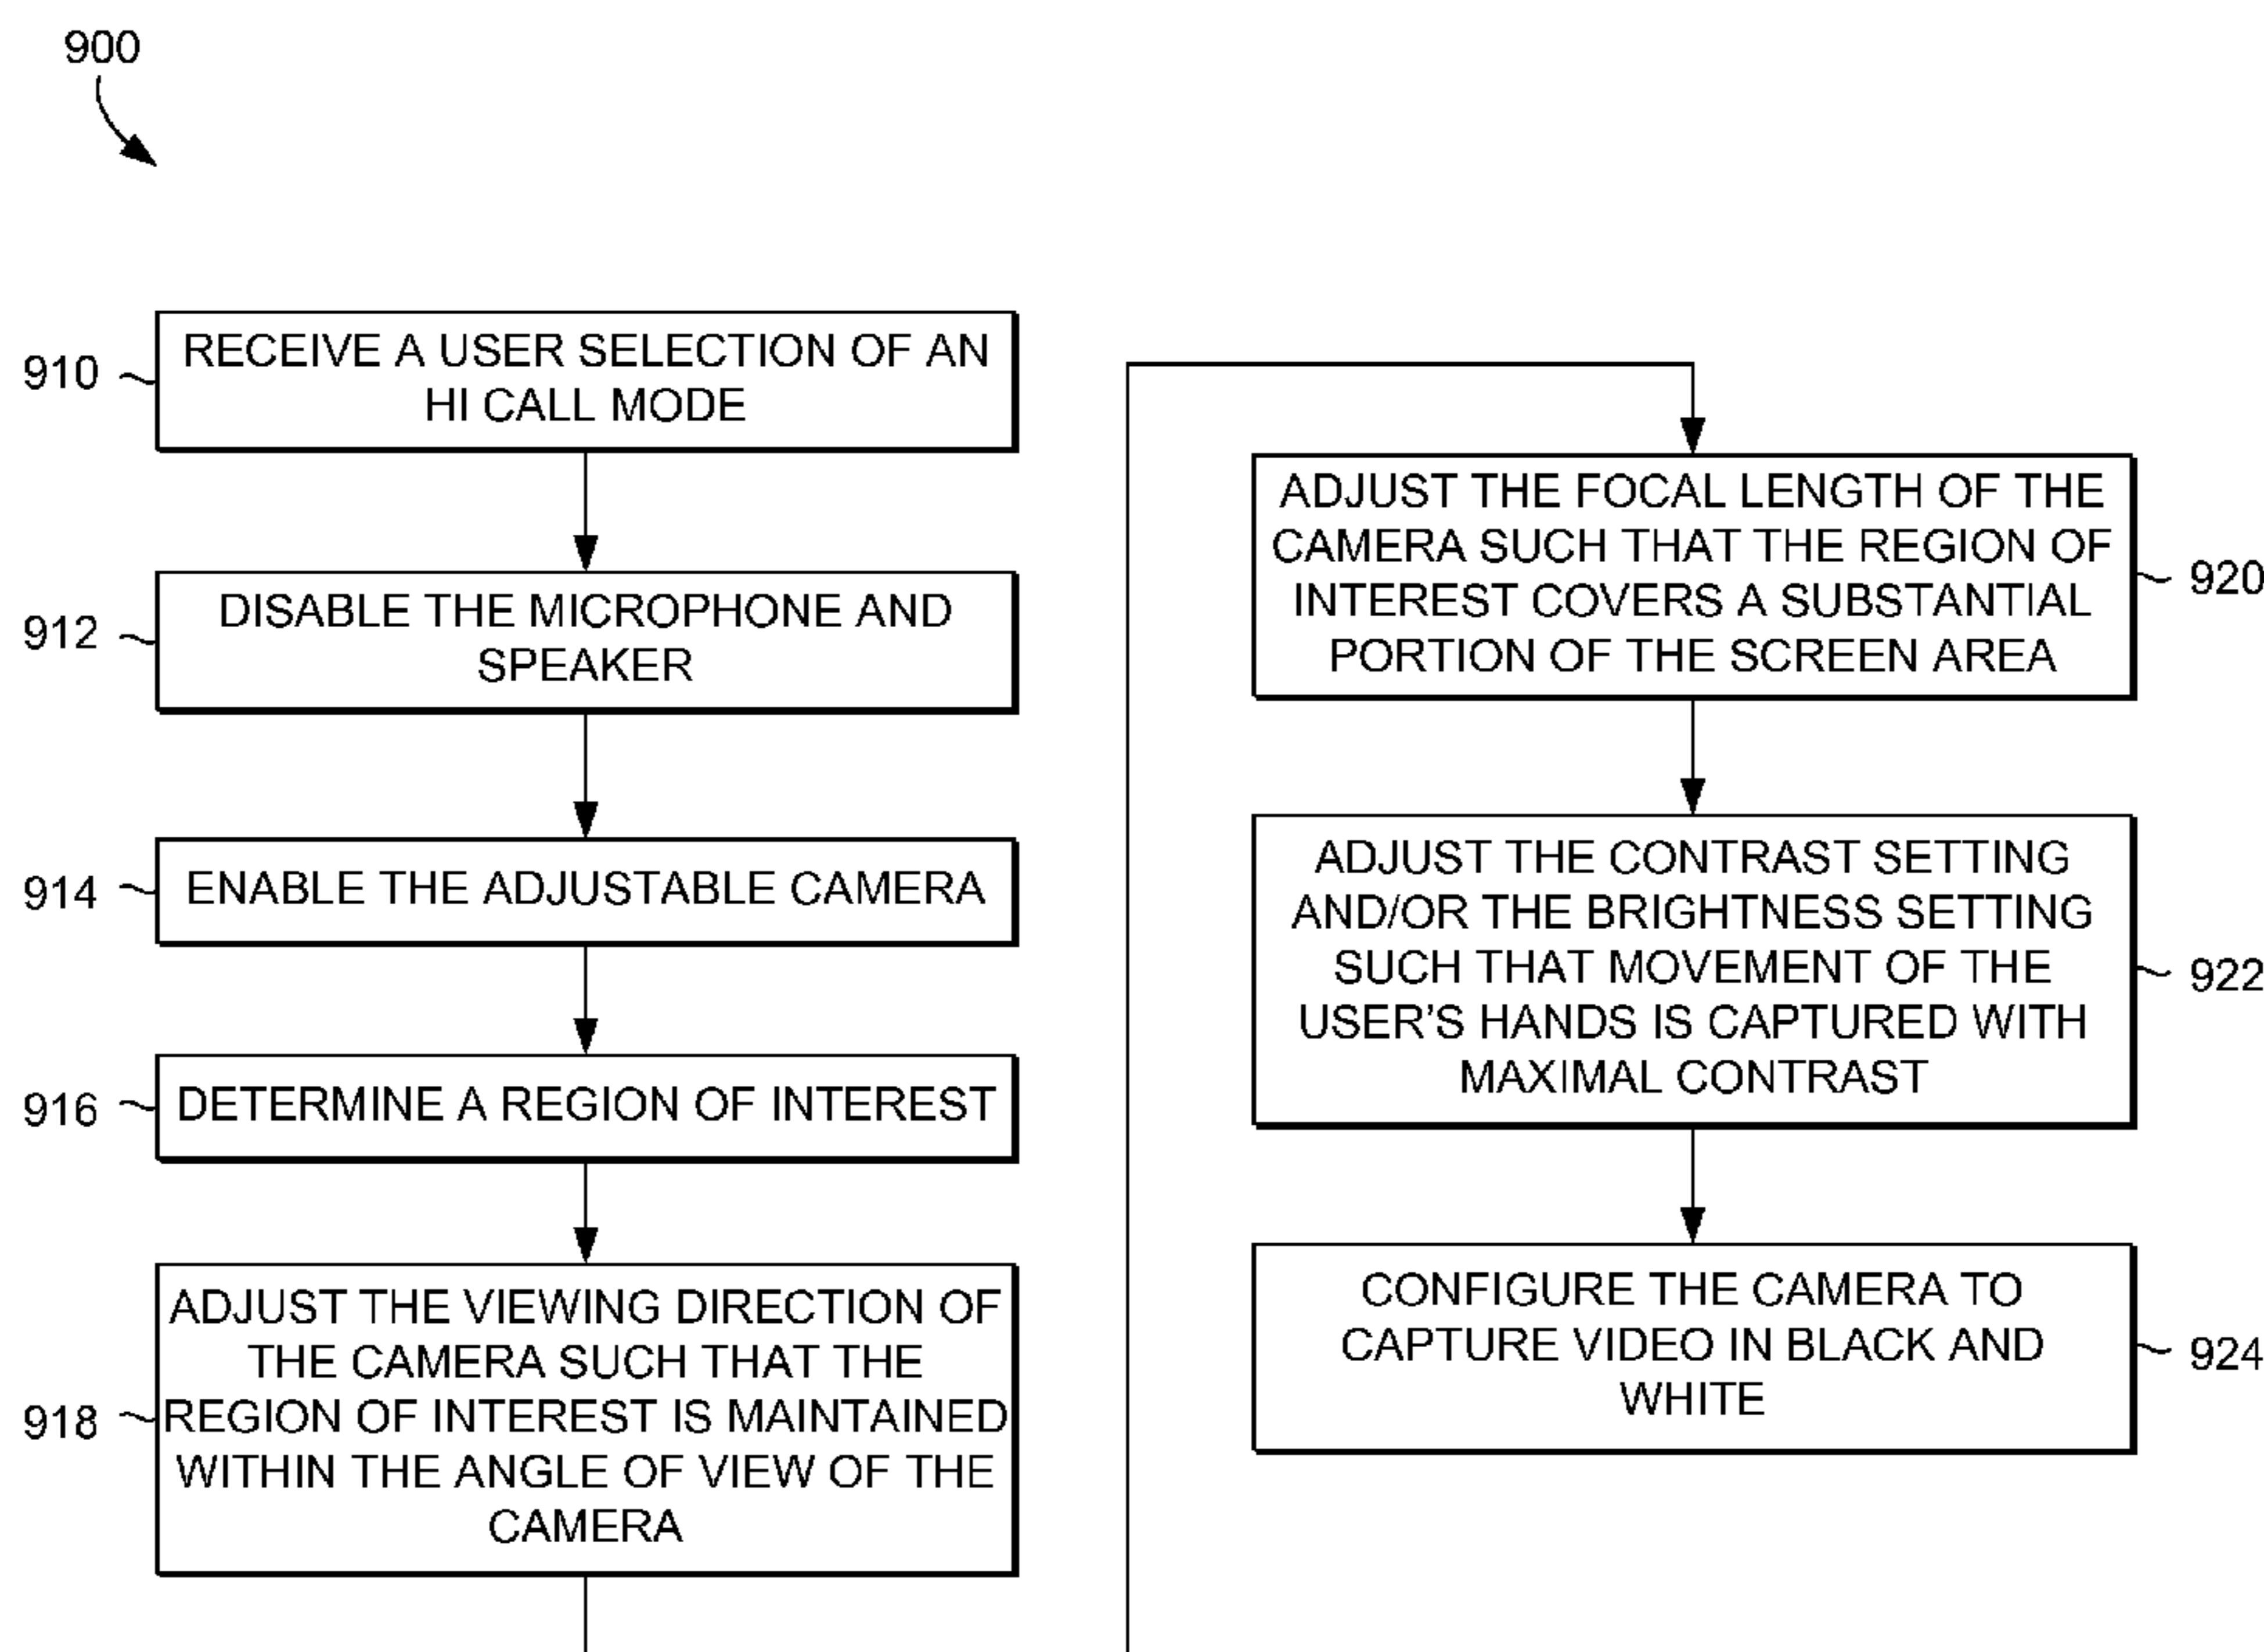 900
910
RECEIVE A USER SELECTION OF AN
HI CALL MODE
912
DISABLE THE MICROPHONE AND
SPEAKER
914
ENABLE THE ADJUSTABLE CAMERA
916
DETERMINE A REGION OF INTEREST
918
ADJUST THE VIEWING DIRECTION OF
THE CAMERA SUCH THAT THE
REGION OF INTEREST IS MAINTAINED
WITHIN THE ANGLE OF VIEW OF THE
CAMERA
ADJUST THE FOCAL LENGTH OF THE
CAMERA SUCH THAT THE REGION OF
INTEREST COVERS A SUBSTANTIAL
PORTION OF THE SCREEN AREA
920
ADJUST THE CONTRAST SETTING
AND/OR THE BRIGHTNESS SETTING
SUCH THAT MOVEMENT OF THE
USER'S HANDS IS CAPTURED WITH
MAXIMAL CONTRAST
922
CONFIGURE THE CAMERA TO
CAPTURE VIDEO IN BLACK AND
WHITE
924